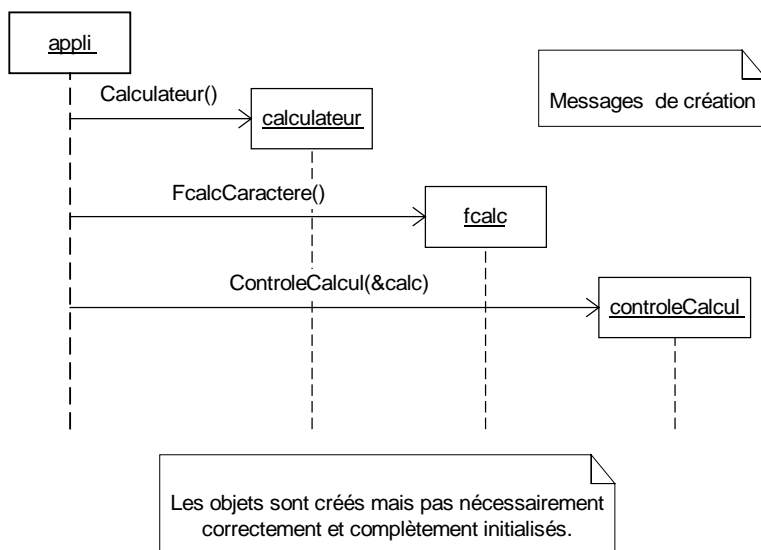 appli
Messages de création
Calculateur()
calculateur
FcalcCaractere()
fcalc
ControleCalcul(&calc)
controleCalcul
Les objets sont créés mais pas nécessairement
correctement et complètement initialisés.